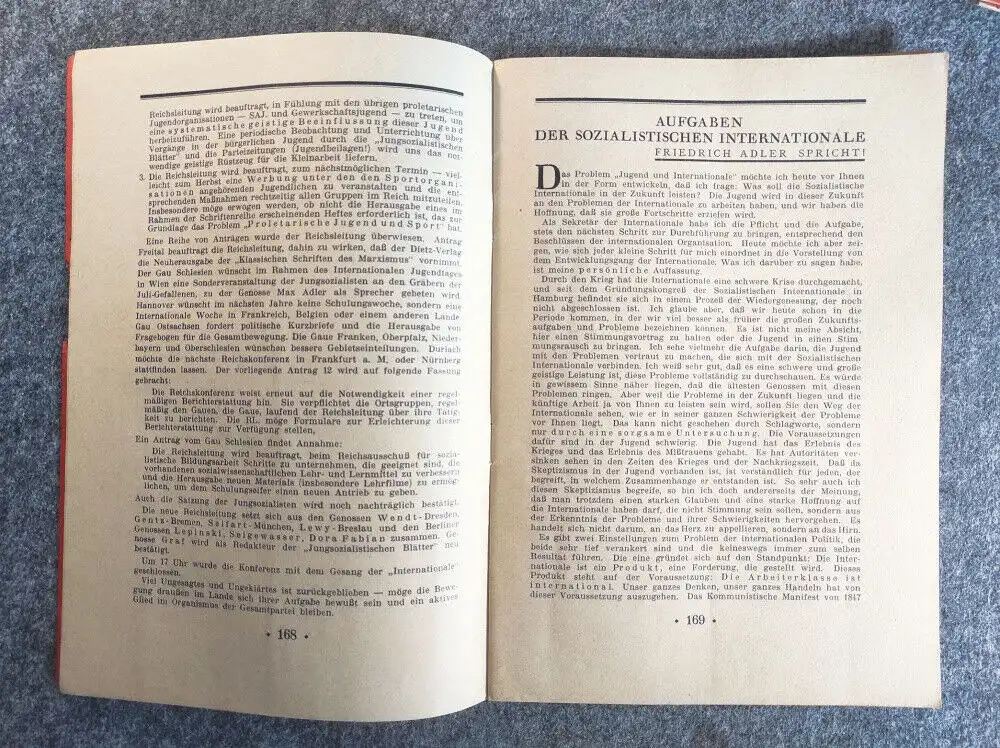 Reichsleitung wird beauftragt, in Fühlung mit den übrigen proletarischen
Jugendorganisationen — SAJ. und Gewerkschaftsjugend — zu treten, um
eine systematische geistige Beeinflussung dieser Jugend
herbeizuführen. Eine periodische Beobachtung und Unterrichtung über
Vorgänge in der bürgerlichen Jugend durch die „Jungsozialistischen
Blätter" und die Parteizeitungen (Jugendbeilagen!) wird uns das not-
wendige geistige Rüstzeug für die Kleinarbeit liefern.
3. Die Reichsleitung wird beauftragt, zum nächstmöglichen Termin — viel-
leicht zum Herbst eine Werbung unter den den Sportorgani-
sationen angehörenden Jugendlichen zu veranstalten und die ent-
sprechenden Maßnahmen rechtzeitig allen Gruppen im Reich mitzuteilen.
Insbesondere möge erwogen werden, ob nicht die Herausgabe eines im
Rahmen der Schriftenreihe erscheinenden Heftes erforderlich ist, das zur
Grundlage das Problem „Proletarische Jugend und Sport" hat.
Eine Reihe von Anträgen wurde der Reichsleitung überwiesen. Antrag
Freital beauftragt die Reichsleitung, dahin zu wirken, daß der Dietz-Verlag
die Neuherausgabe der „Klassischen Schriften des Marxismus" vornimmt.
Der Gau Schlesien wünscht im Rahmen des Internationalen Jugendtages
in Wien eine Sonderveranstaltung der Jungsozialisten an den Gräbern der
Juli-Gefallenen, zu der Genosse Max Adler als Sprecher gebeten wird.
Hannover wünscht im nächsten Jahre keine Schulungswoche, sondern eine
Internationale Woche in Frankreich, Belgien oder einem anderen Lande.
Gau Ostsachsen fordert politische Kurzbriefe und die Herausgabe von
Fragebogen für die Gesamtbewegung. Die Gaue Franken, Oberpfalz, Nieder-
bayern und Oberschlesien wünschen bessere Gebietseinteilungen. Durlach
möchte die nächste Reichskonferenz in Frankfurt a. M. oder Nürnberg
stattfinden lassen. Der vorliegende Antrag 12 wird auf folgende Fassung
gebracht:
Die Reichskonferenz weist erneut auf die Notwendigkeit einer regel-
mäßigen Berichterstattung hin. Sie verpflichtet die Ortsgruppen, regel-
mäßig den Gauen, die Gaue, laufend der Reichsleitung über ihre Tätig-
keit zu berichten. Die RL. möge Formulare zur Erleichterung dieser
Berichterstattung zur Verfügung stellen,
Ein Antrag vom Gau Schlesien findet Annahme:
Die Reichsleitung wird beauftragt, beim Reichsausschuß für sozia-
listische Bildungsarbeit Schritte zu unternehmen, die geeignet sind, die
vorhandenen sozialwissenschaftlichen Lehr- und Lernmittel zu verbessern
und die Herausgabe neuen Materials (insbesondere Lehrfilme) zu ermög-
lichen, um dem Schulungseifer einen neuen Antrieb zu geben.
Auch die Satzung der Jungsozialisten wird noch nachträglich bestätigt.
Die neue Reichsleitung setzt sich aus den Genossen Wendt-Dresden,
Gentz-Bremen, Seifart-München, Lewy-Breslau und den Berliner
Genossen Lepinski, Seigewasser, Dora Fabian zusammen. Ge-
nosse Graf wird als Redakteur der „Jungsozialistischen Blätter" neu
bestätigt.
Um 17 Uhr wurde die Konferenz mit dem Gesang der „Internationale"
geschlossen.
Viel Ungesagtes und Ungeklärtes ist zurückgeblieben — möge die Bewe-
gung draußen im Lande sich ihrer Aufgabe bewußt sein und ein aktives
Glied im Organismus der Gesamtpartei bleiben.
• 168 •
AUFGABEN
DER SOZIALISTISCHEN INTERNATIONALE
FRIEDRICH ADLER SPRICHT!
Das Problem „Jugend und Internationale" möchte ich heute vor Ihnen
in der Form entwickeln, daß ich frage: Was soll die Sozialistische
Internationale in der Zukunft leisten? Die Jugend wird in dieser Zukunft
an den Problemen der Internationale zu arbeiten haben, und wir haben die
Hoffnung, daß sie große Fortschritte erzielen wird.
Als Sekretär der Internationale habe ich die Pflicht und die Aufgabe,
stets den nächsten Schritt zur Durchführung zu bringen, entsprechend den
Beschlüssen der internationalen Organisation. Heute möchte ich aber zei-
gen, wie sich jeder kleine Schritt für mich einordnet in die Vorstellung von
dem Entwicklungsgang der Internationale. Was ich darüber zu sagen habe,
ist meine persönliche Auffassung.
Durch den Krieg hat die Internationale eine schwere Krise durchgemacht,
und seit dem Gründungskongreß der Sozialistischen Internationale in
Hamburg befindet sie sich in einem Prozeß der Wiedergenesung, der noch
nicht abgeschlossen ist. Ich glaube aber, daß wir heute schon in die
Periode kommen, in der wir viel besser als früher die großen Zukunfts-
aufgaben und Probleme bezeichnen können. Es ist nicht meine Absicht,
hier einen Stimmungsvortrag zu halten oder die Jugend in einen Stim-
mungsrausch zu bringen. Ich sehe vielmehr die Aufgabe darin, die Jugend
mit den Problemen vertraut zu machen, die sich mit der Sozialistischen
Internationale verbinden. Ich weiß sehr gut, daß es eine schwere und große
geistige Leistung ist, diese Probleme vollständig zu durchschauen. Es würde
in gewissem Sinne näher liegen, daß die ältesten Genossen mit diesen
Problemen ringen. Aber weil die Probleme in der Zukunft liegen und die
künftige Arbeit ja von Ihnen zu leisten sein wird, sollen Sie den Weg der
Internationale sehen, wie er in seiner ganzen Schwierigkeit der Probleme
vor Ihnen liegt. Das kann nicht geschehen durch Schlagworte, sondern
nur durch eine sorgsame Untersuchung. Die Voraussetzungen
dafür sind in der Jugend schwierig. Die Jugend hat das Erlebnis des
Krieges und das Erlebnis des Mißtrauens gehabt. Es hat Autoritäten ver-
sinken sehen in den Zeiten des Krieges und der Nachkriegszeit. Daß da
Skeptizismus in der Jugend vorhanden ist, ist verständlich für jeden, der
begreift, in welchem Zusammenhange er entstanden ist. So sehr auch ich
diesen Skeptizismus begreife, so bin ich doch andererseits der Meinung,
daß man trotzdem einen starken Glauben und eine starke Hoffnung auf
die Internationale haben darf, die nicht Stimmung sein sollen, sondern aus
der Erkenntnis der Probleme und ihrer Schwierigkeiten hervorgehen. Es
handelt sich nicht darum, an das Herz zu appellieren, sondern an das Hirn.
Es gibt zwei Einstellungen zum Problem der internationalen Politik, die
beide sehr tief verankert sind und die keineswegs immer zum selben
Resultat führen. Die eine gründet sich auf den Standpunkt: Die Inter-
nationale ist ein Produkt, eine Forderung, die gestellt wird. Dieses
Produkt steht auf der Voraussetzung: Die Arbeiterklasse ist
international. Unser ganzes Denken, unser ganzes Handeln hat von
dieser Voraussetzung auszugehen. Das Kommunistische Manifest von 1847
• 169 •